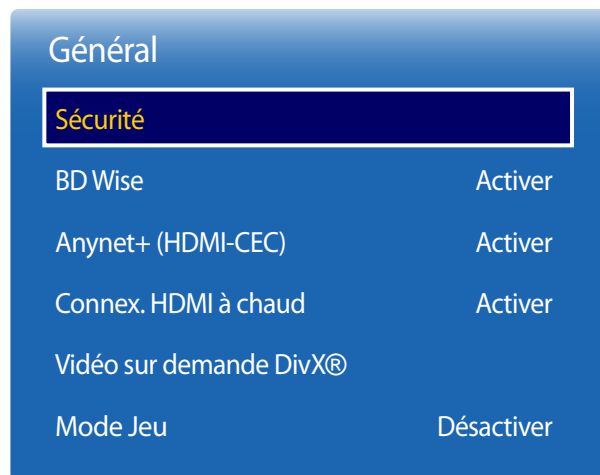 Général
Sécurité
BD Wise Activer
Anynet+ (HDMI-CEC) Activer
Connex. HDMI à chaud Activer
Vidéo sur demande DivX®
Mode Jeu Désactiver